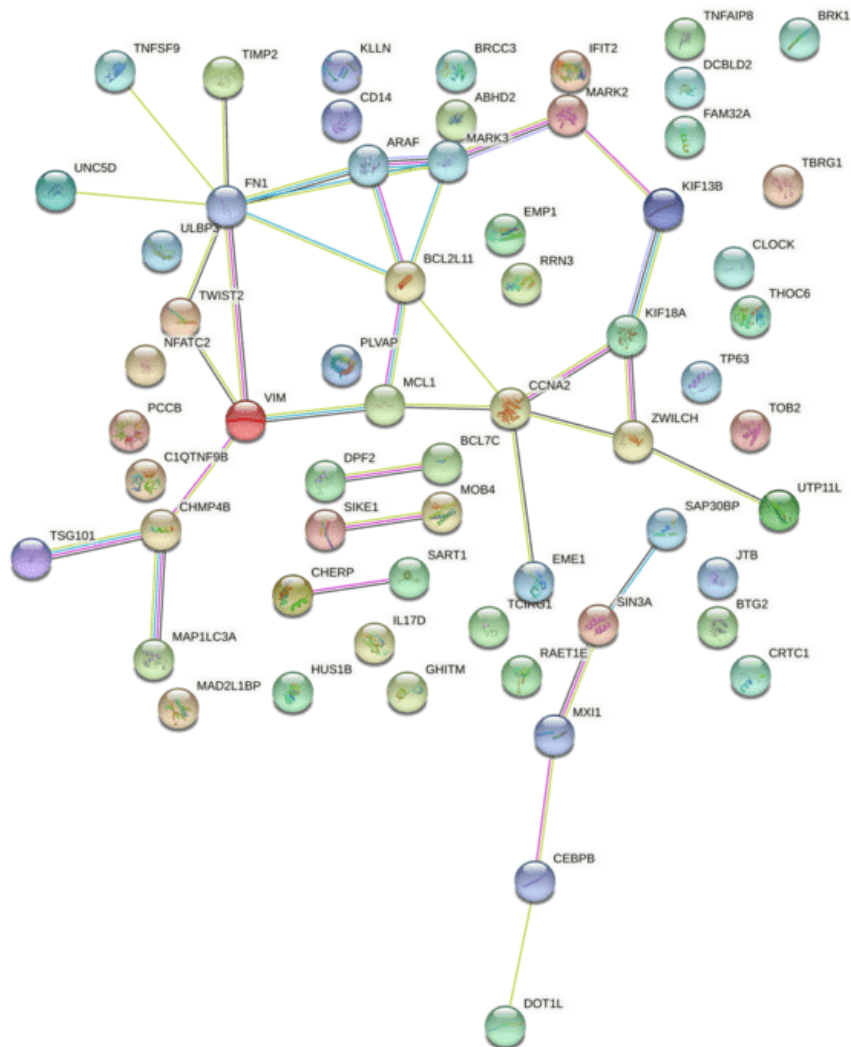 TNFAIP8
BRK1
TNFSF9
TIMP2
KLLN
BRCC3
IFIT2
DCBLD2
CD14
ABHD2
MARK2
FAM32A
ARAF
MARK3
UNC5D
FN1
KIF13B
TBRG1
ULBP3
EMP1
CLOCK
BCL2L11
RRN3
TWIST2
THOC6
KIF18A
NFATC2
PLVAP
TP63
MCL1
CCNA2
VIM
ZWILCH
TOB2
PCCB
BCL7C
C1QTNF9B
DPF2
UTP11L
SIKE1
MOB4
SAP30BP
CHMP4B
TSG101
SART1
JTB
CHERP
EME1
TCIRG1
SIN3A
BTG2
IL17D
MAP1LC3A
RAET1E
CRTC1
HUS1B
GHITM
MAD2L1BP
MXI1
CEBPB
DOT1L